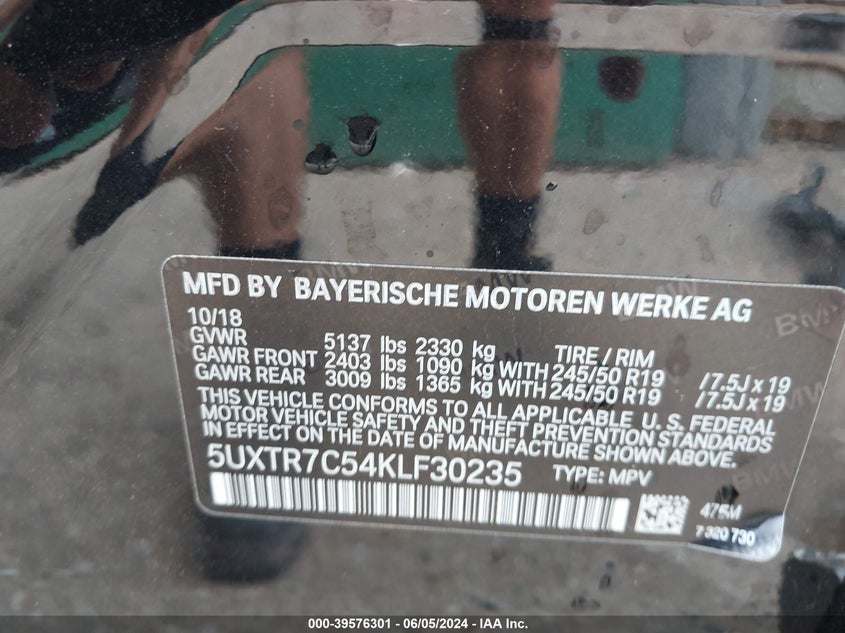 MFD BY BAYERISCHE MOTOREN WERKE AG
10/18
GVWR 5137 lbs 2330 kg TIRE / RIM
GAWR FRONT 2403 lbs 1090 kg WITH 245/50 R19 /7.5J x 19
GAWR REAR 3009 lbs 1365 kg WITH 245/50 R19 /7.5J x 19
THIS VEHICLE CONFORMS TO ALL APPLICABLE U. S. FEDERAL
MOTOR VEHICLE SAFETY AND THEFT PREVENTION STANDARDS
IN EFFECT ON THE DATE OF MANUFACTURE SHOWN ABOVE.
5UXTR7C54KLF30235 TYPE: MPV
475M
7 320 730
000-39576301 - 06/05/2024 - IAA Inc.